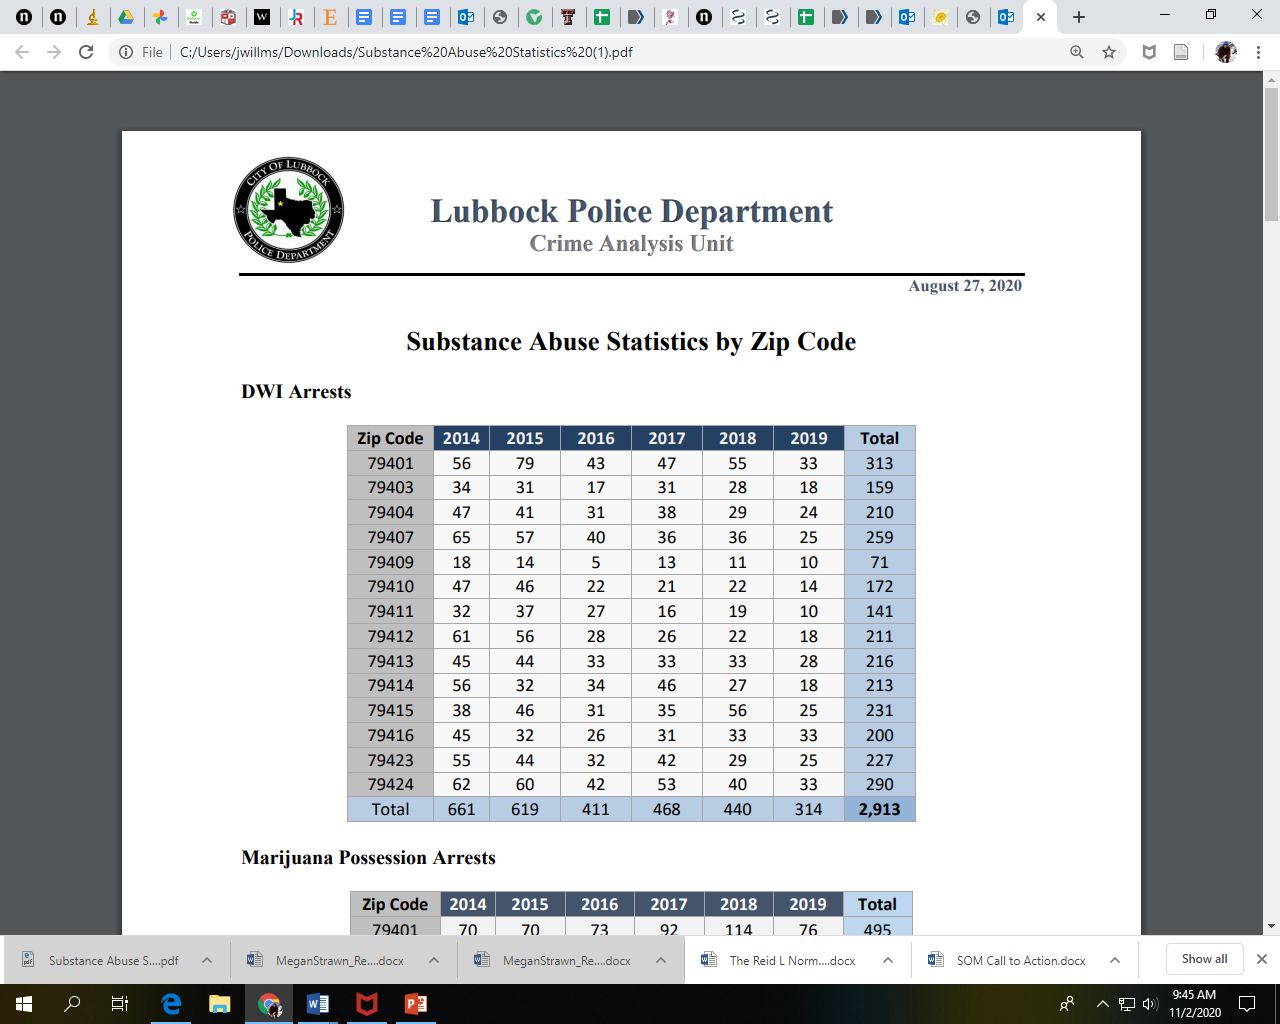 File C:/Users/jwillms/Downloads/Substance%20Abuse%20Statistics%20(1).pdf
CITY OF LUBBOCK
POLICE DEPARTMENT
Lubbock Police Department
Crime Analysis Unit
August 27, 2020
Substance Abuse Statistics by Zip Code
DWI Arrests
Zip Code 2014 2015 2016 2017 2018 2019 Total
79401 56 79 43 47 55 33 313
79403 34 31 17 31 28 18 159
79404 47 41 31 38 29 24 210
79407 65 57 40 36 36 25 259
79409 18 14 5 13 11 10 71
79410 47 46 22 21 22 14 172
79411 32 37 27 16 19 10 141
79412 61 56 28 26 22 18 211
79413 45 44 33 33 33 28 216
79414 56 32 34 46 27 18 213
79415 38 46 31 35 56 25 231
79416 45 32 26 31 33 33 200
79423 55 44 32 42 29 25 227
79424 62 60 42 53 40 33 290
Total 661 619 411 468 440 314 2,913
Marijuana Possession Arrests
Zip Code 2014 2015 2016 2017 2018 2019 Total
79401 70 70 73 92 114 76 495
Substance Abuse S....pdf MeganStrawn_Re....docx MeganStrawn_Re....docx The Reid L Norm....docx SOM Call to Action.docx Show all
9:45 AM
11/2/2020